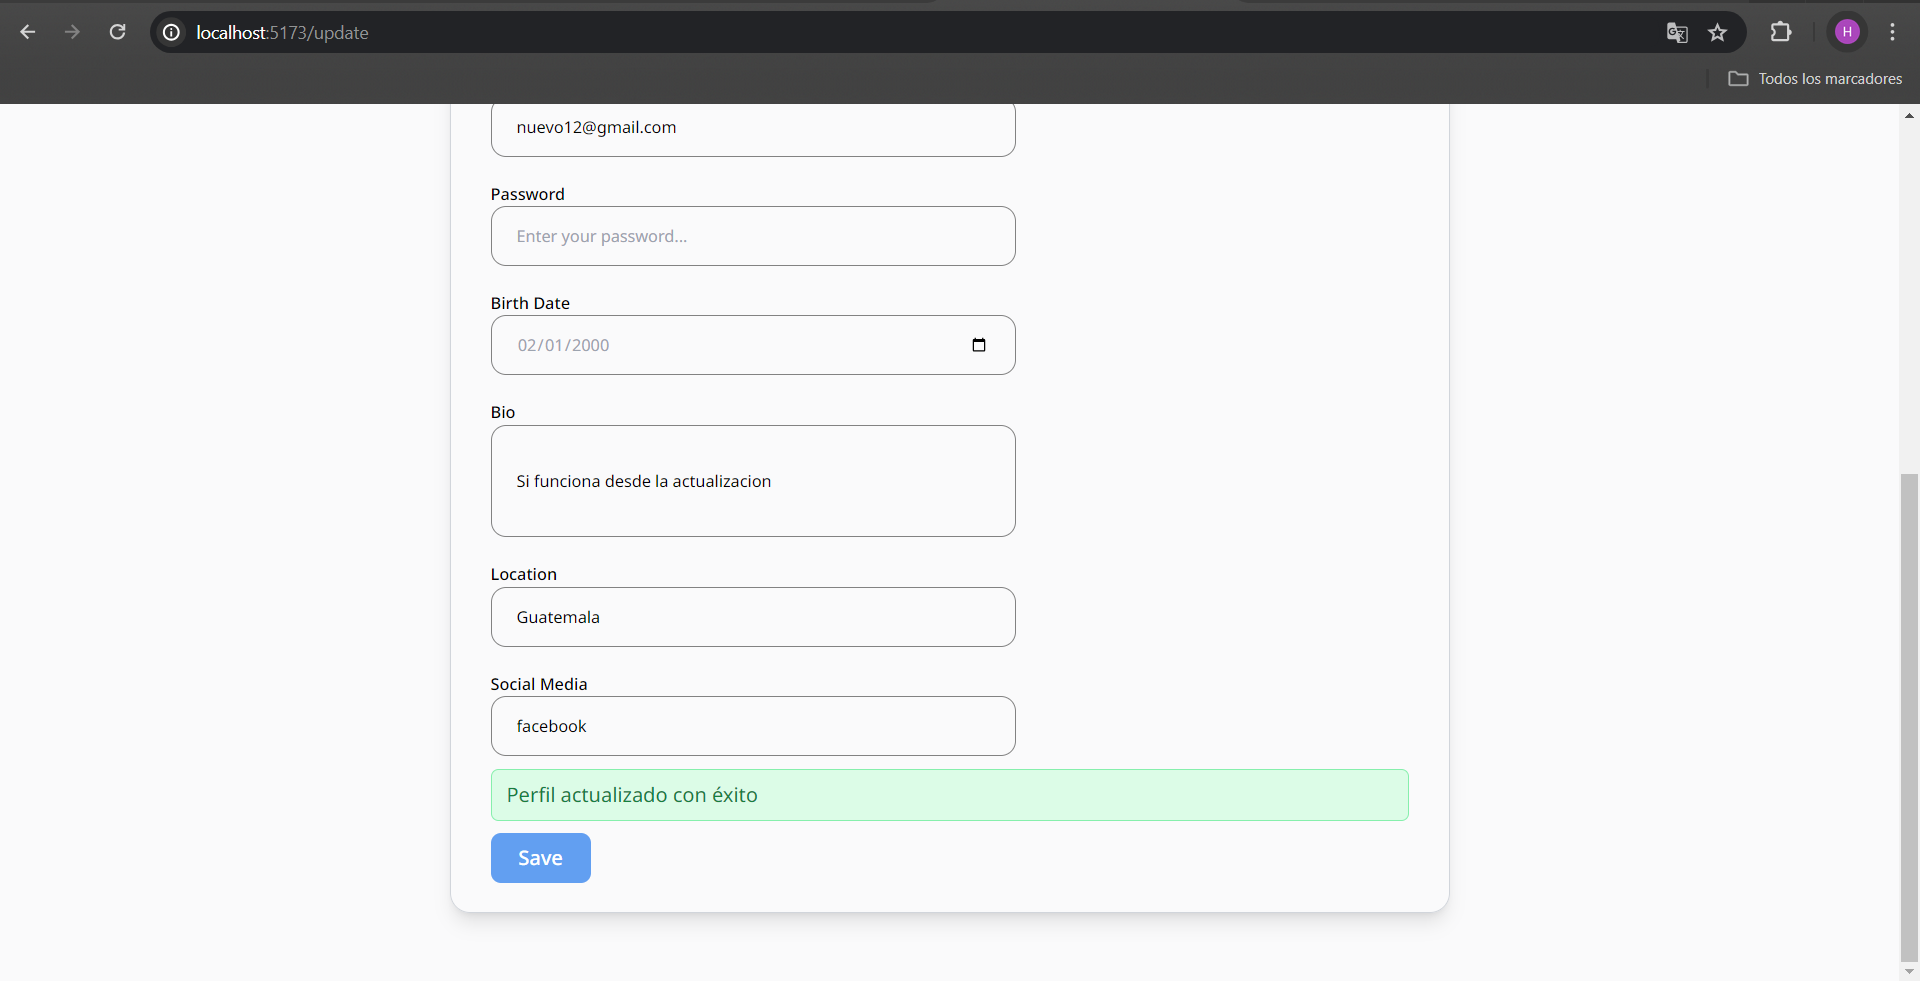 localhost:5173/update
H
Todos los marcadores
nuevo12@gmail.com
Password
Enter your password...
Birth Date
02/01/2000
Bio
Si funciona desde la actualizacion
Location
Guatemala
Social Media
facebook
Perfil actualizado con éxito
Save